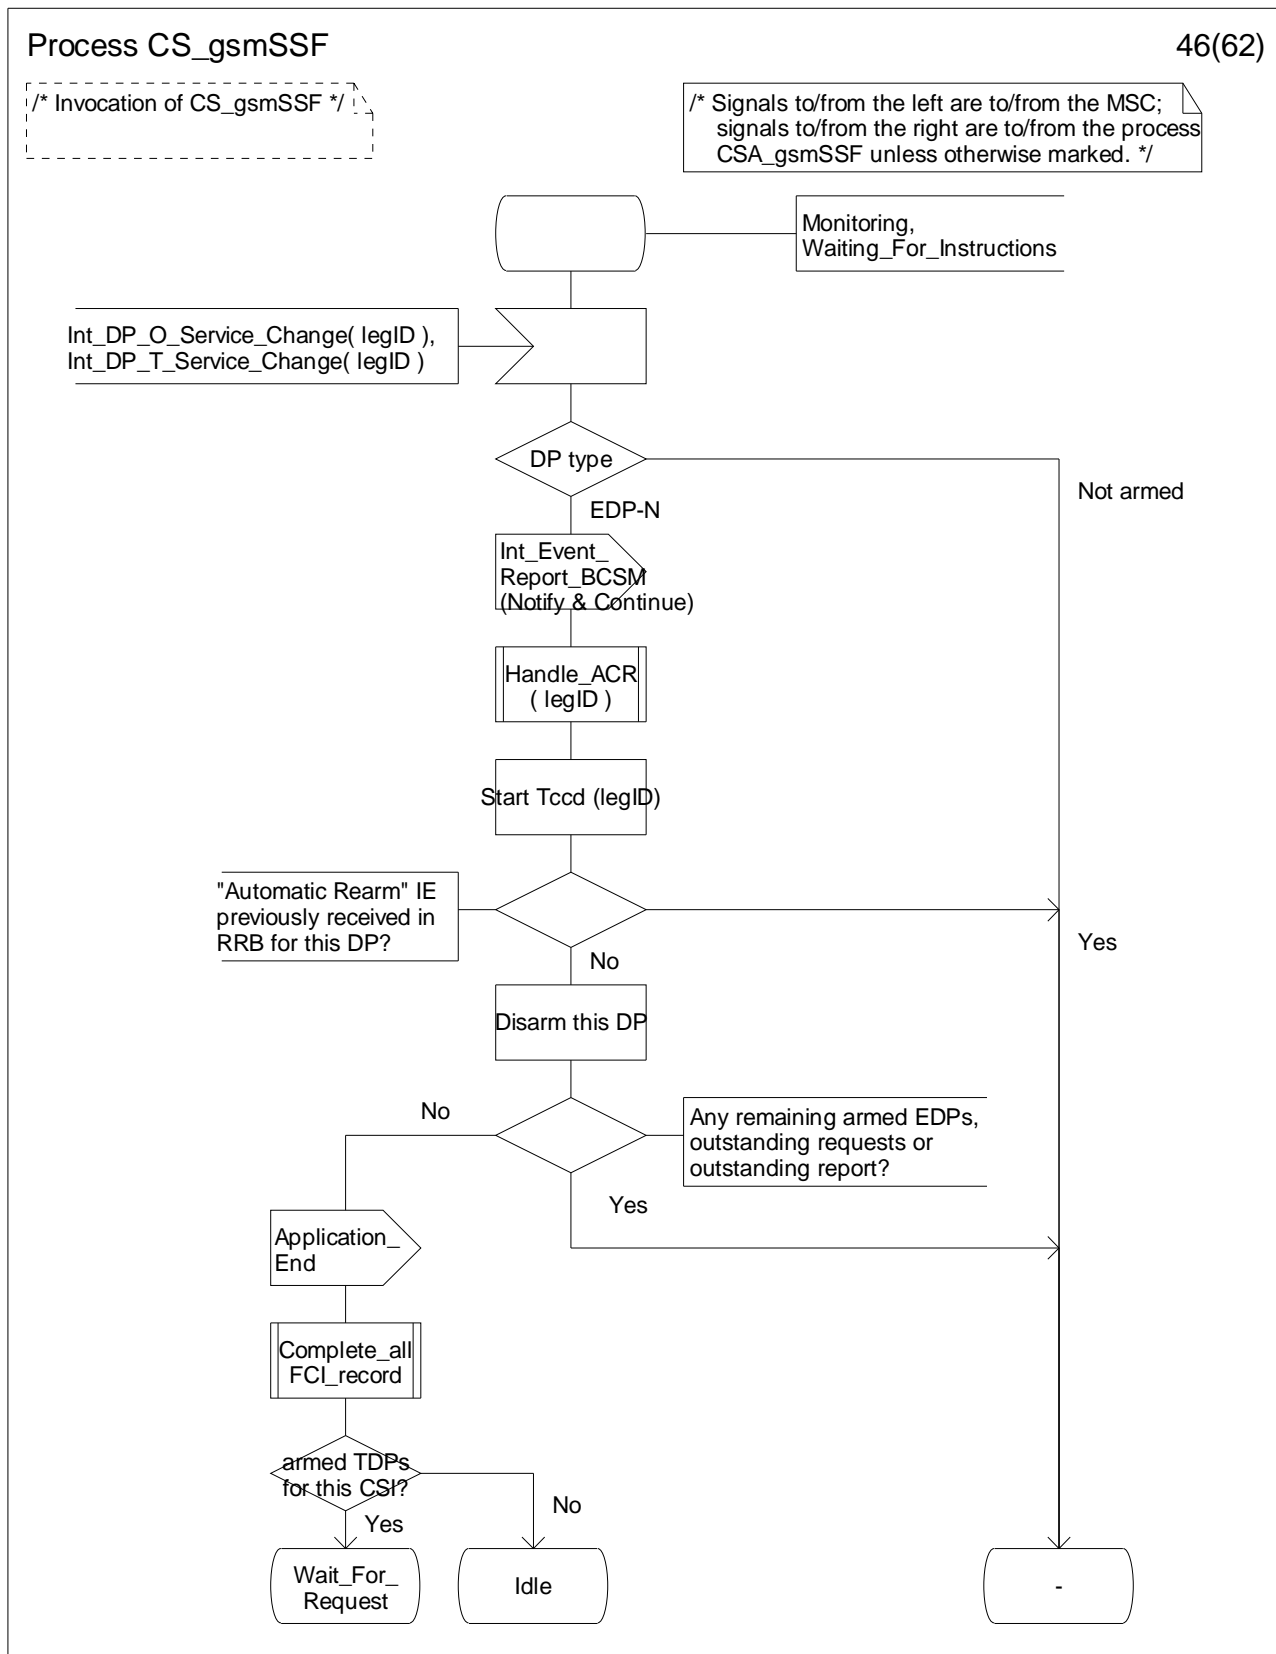 Process CS_gsmSSF
46(62)
/* Invocation of CS_gsmSSF */
/* Signals to/from the left are to/from the MSC;
signals to/from the right are to/from the process
CSA_gsmSSF unless otherwise marked. */
Monitoring,
Waiting_For_Instructions
Int_DP_O_Service_Change( legID ),
Int_DP_T_Service_Change( legID )
DP type
Not armed
EDP-N
Int_Event_
Report_BCSM
(Notify & Continue)
Handle_ACR
( legID )
Start Tccd (legID)
"Automatic Rearm" IE
previously received in
RRB for this DP?
Yes
No
Disarm this DP
No
Any remaining armed EDPs,
outstanding requests or
outstanding report?
Yes
Application_
End
Complete_all
FCI_record
armed TDPs
for this CSI?
No
Yes
Wait_For_
Request
Idle
-